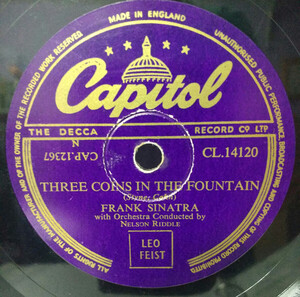 MADE IN ENGLAND
ALL RIGHTS OF THE MANUFACTURER AND OF THE OWNER OF THE RECORDED WORK RESERVED
UNAUTHORISED PUBLIC PERFORMANCE BROADCASTING AND COPYING OF THIS RECORD PROHIBITED
Capitol
THE DECCA RECORD CO LTD
N
CAP.12367
CL.14120
THREE COINS IN THE FOUNTAIN
(Styne; Cahn)
FRANK SINATRA
with Orchestra Conducted by
NELSON RIDDLE
LEO
FEIST